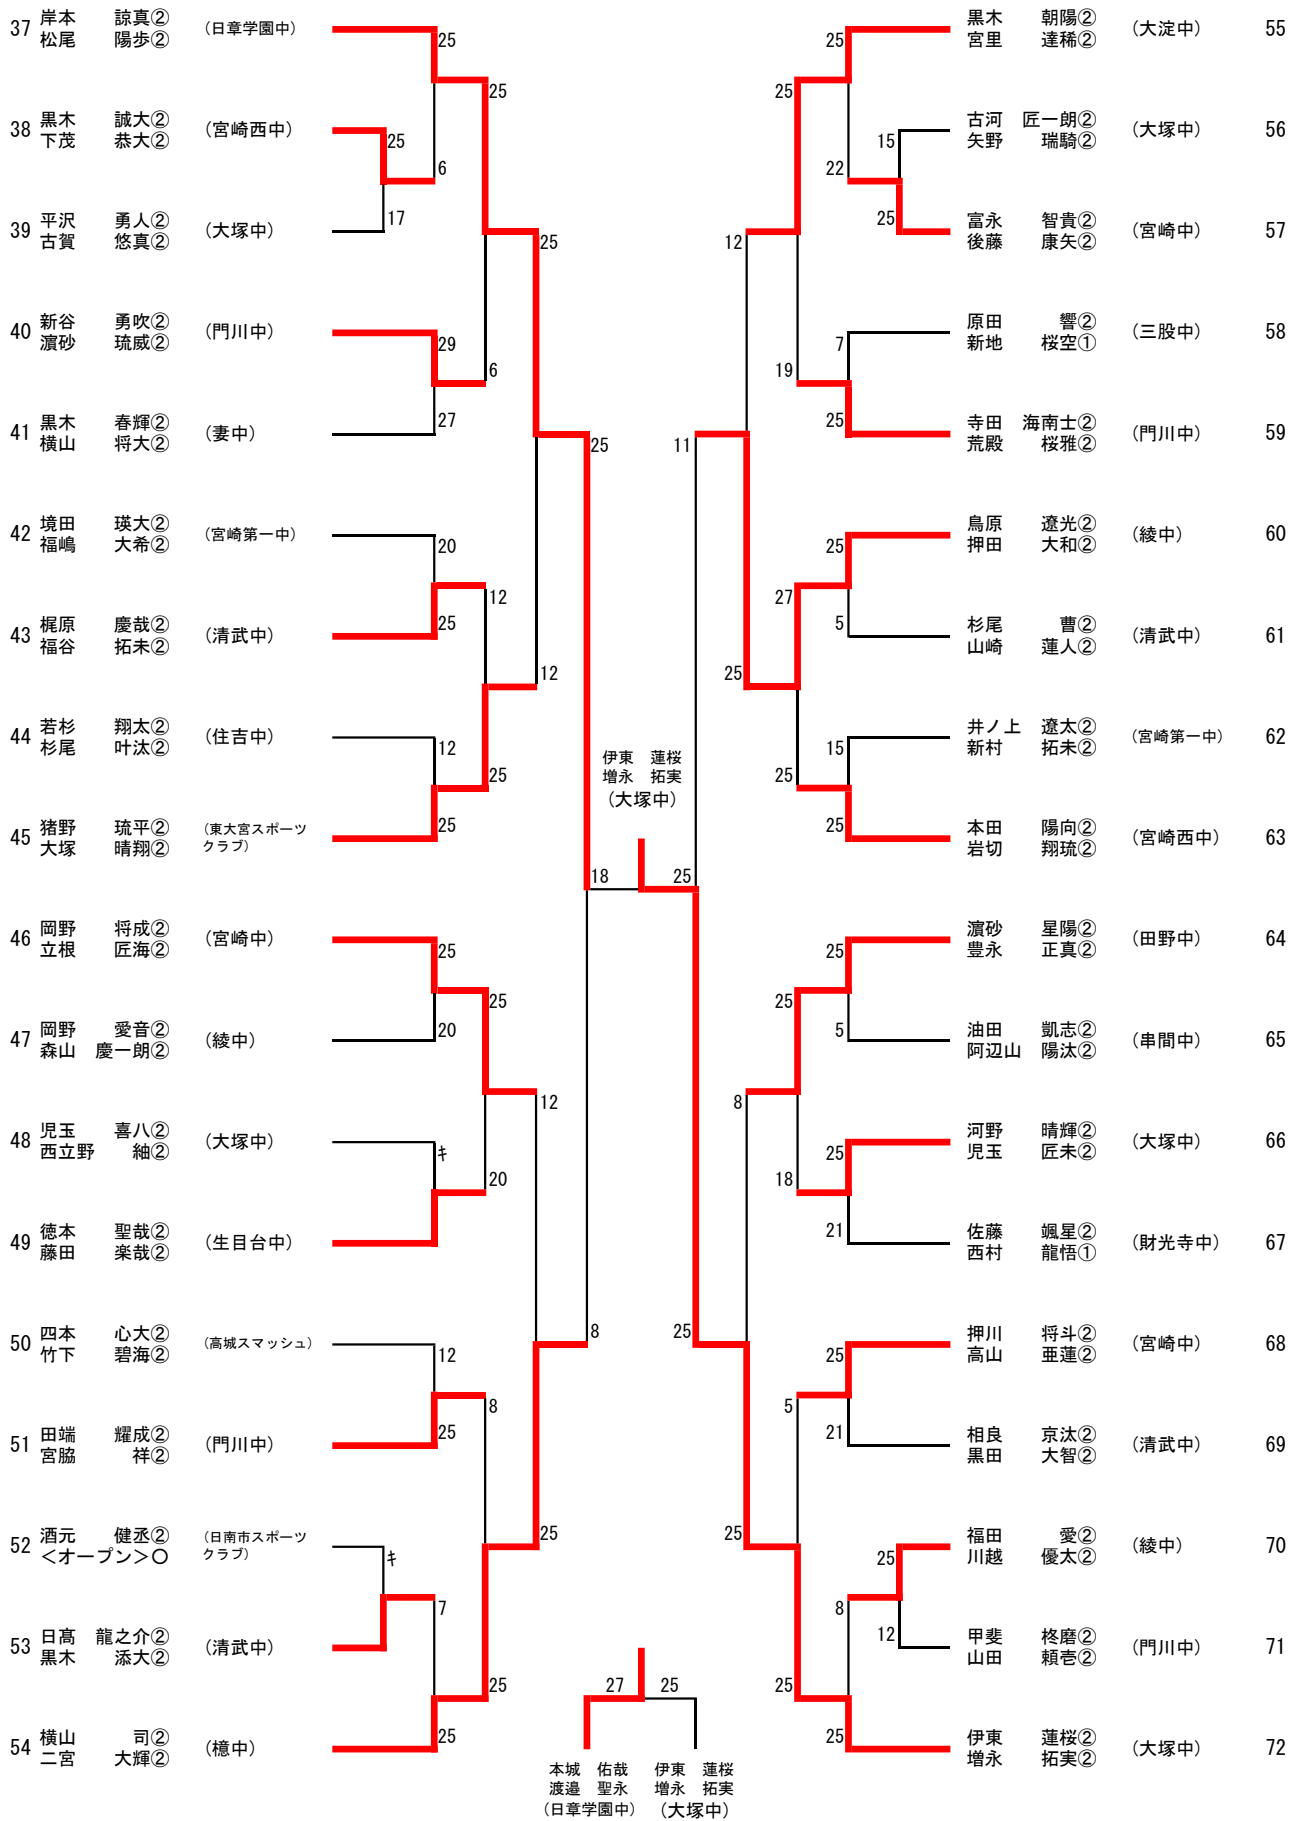 37 岸本 諒真② (日章学園中)
松尾 陽歩②
38 黒木 誠大② (宮崎西中)
下茂 恭大②
39 平沢 勇人② (大塚中)
古賀 悠真②
40 新谷 勇吹② (門川中)
濵砂 琉威②
41 黒木 春輝② (妻中)
横山 将大②
42 境田 瑛大② (宮崎第一中)
福嶋 大希②
43 梶原 慶哉② (清武中)
福谷 拓未②
44 若杉 翔太② (住吉中)
杉尾 叶汰②
45 猪野 琉平② (東大宮スポーツ
大塚 晴翔② クラブ)
46 岡野 将成② (宮崎中)
立根 匠海②
47 岡野 愛音② (綾中)
森山 慶一朗②
48 児玉 喜八② (大塚中)
西立野 紬②
49 徳本 聖哉② (生目台中)
藤田 楽哉②
50 四本 心大② (高城スマッシュ)
竹下 碧海②
51 田端 耀成② (門川中)
宮脇 祥②
52 酒元 健丞② (日南市スポーツ
<オープン>〇 クラブ)
53 日髙 龍之介② (清武中)
黒木 添大②
54 横山 司② (檍中)
二宮 大輝②
25
25
25
6
17
25
29
6
27
25
20
12
25
12
12
25
25
18
25
25
20
12
キ
20
8
12
8
25
25
キ
7
25
25
伊東 蓮桜
増永 拓実
(大塚中)
27 25
本城 佑哉 伊東 蓮桜
渡邉 聖永 増永 拓実
(日章学園中) (大塚中)
25
25
15
22
25
12
7
19
25
11
25
27
5
25
15
25
25
25
25
25
5
8
25
18
21
25
25
5
21
25
25
8
12
25
25
黒木 朝陽② (大淀中) 55
宮里 達稀②
古河 匠一朗② (大塚中) 56
矢野 瑞騎②
富永 智貴② (宮崎中) 57
後藤 康矢②
原田 響② (三股中) 58
新地 桜空①
寺田 海南士② (門川中) 59
荒殿 桜雅②
鳥原 遼光② (綾中) 60
押田 大和②
杉尾 曹② (清武中) 61
山崎 蓮人②
井ノ上 遼太② (宮崎第一中) 62
新村 拓未②
本田 陽向② (宮崎西中) 63
岩切 翔琉②
濵砂 星陽② (田野中) 64
豊永 正真②
油田 凱志② (串間中) 65
阿辺山 陽汰②
河野 晴輝② (大塚中) 66
児玉 匠未②
佐藤 颯星② (財光寺中) 67
西村 龍悟①
押川 将斗② (宮崎中) 68
高山 亜蓮②
相良 京汰② (清武中) 69
黒田 大智②
福田 愛② (綾中) 70
川越 優太②
甲斐 柊磨② (門川中) 71
山田 頼壱②
伊東 蓮桜② (大塚中) 72
増永 拓実②